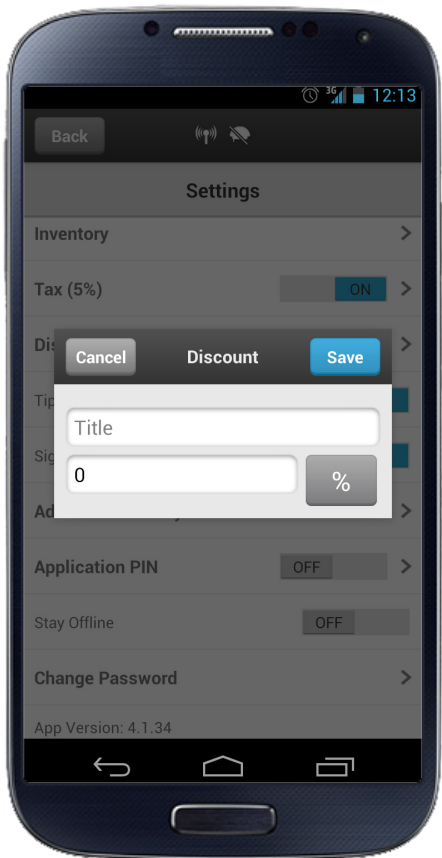 3G 12:13
Back
Settings
Inventory
Tax (5%) ON
Cancel Discount Save
Title
0 %
Application PIN OFF
Stay Offline OFF
Change Password
App Version: 4.1.34